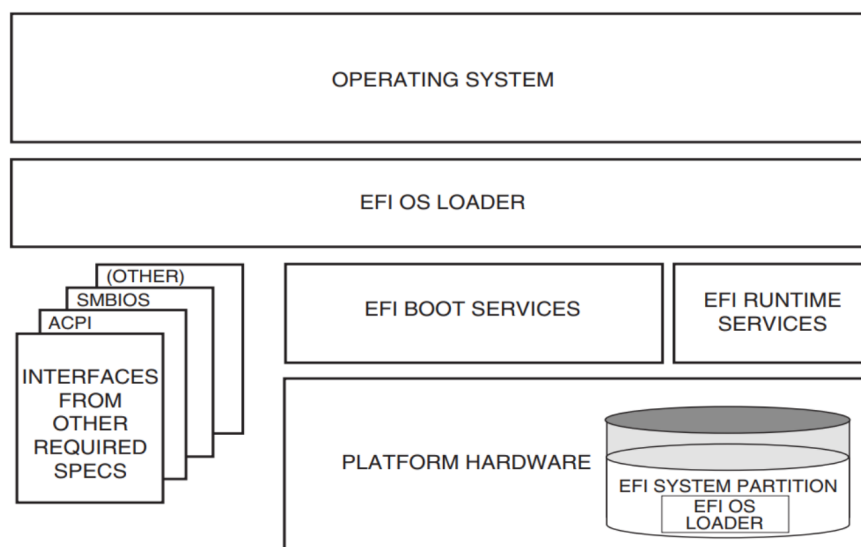 OPERATING SYSTEM
EFI OS LOADER
(OTHER)
SMBIOS
ACPI
INTERFACES
FROM
OTHER
REQUIRED
SPECS
EFI BOOT SERVICES
EFI RUNTIME
SERVICES
PLATFORM HARDWARE
EFI SYSTEM PARTITION
EFI OS
LOADER